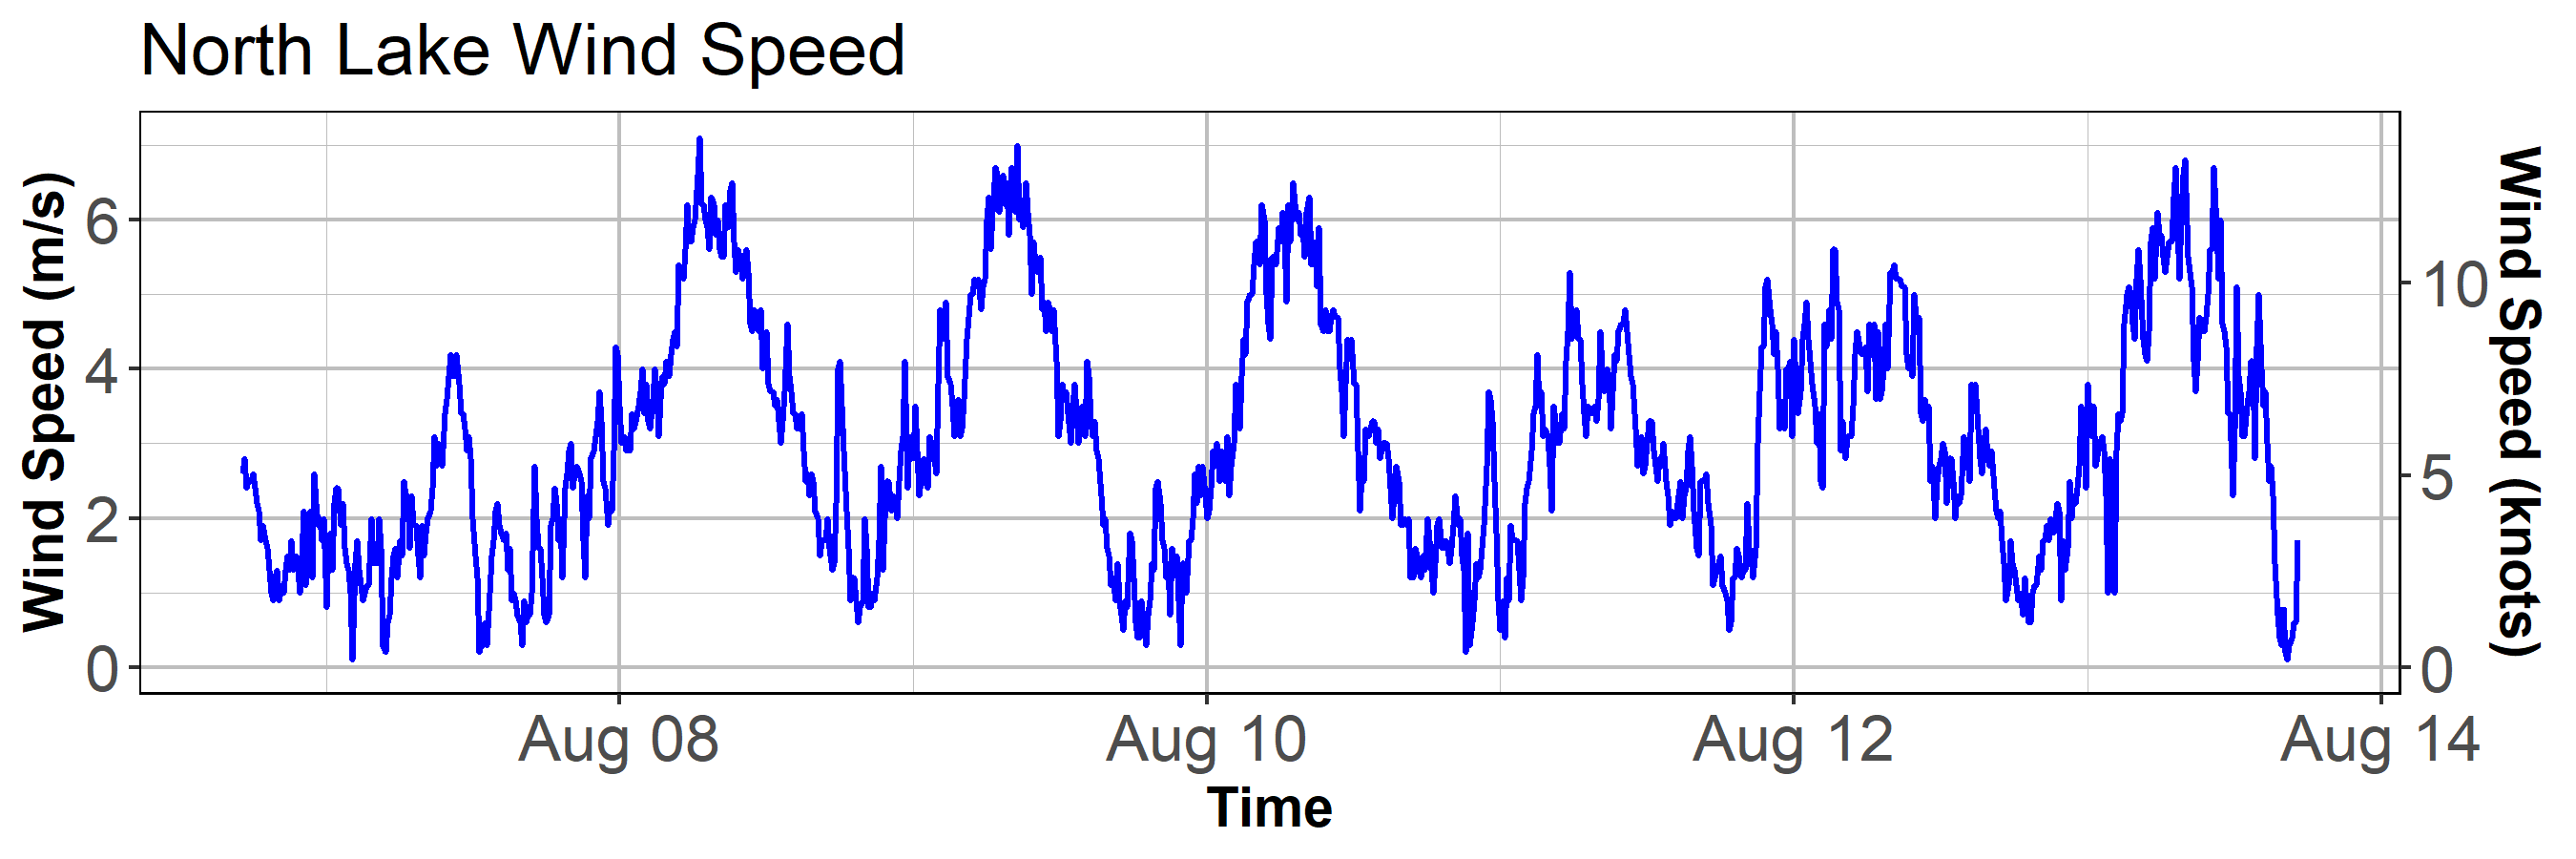 North Lake Wind Speed
Wind Speed (m/s)
6
4
2
0
Wind Speed (knots)
10
5
0
Aug 08
Aug 10
Aug 12
Aug 14
Time